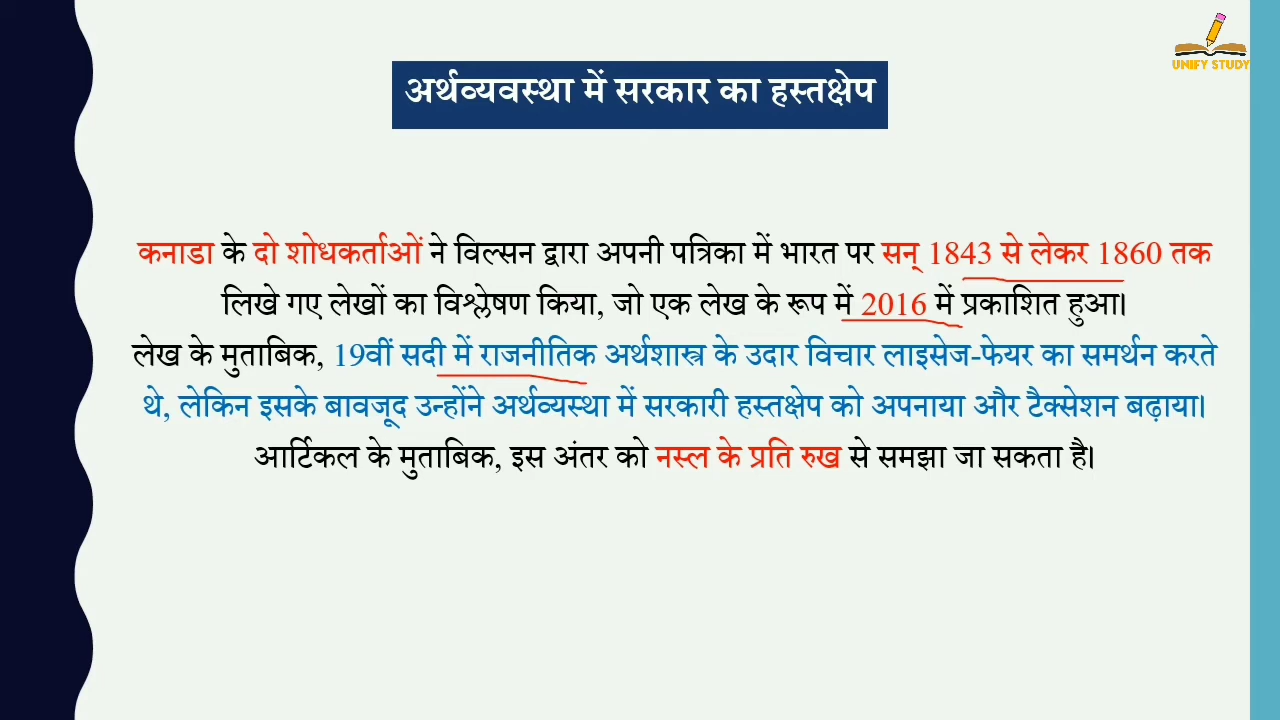 UNIFY STUDY
अर्थव्यवस्था में सरकार का हस्तक्षेप
कनाडा के दो शोधकर्ताओं ने विल्सन द्वारा अपनी पत्रिका में भारत पर सन् 1843 से लेकर 1860 तक
लिखे गए लेखों का विश्लेषण किया, जो एक लेख के रूप में 2016 में प्रकाशित हुआ।
लेख के मुताबिक, 19वीं सदी में राजनीतिक अर्थशास्त्र के उदार विचार लाइसेज-फेयर का समर्थन करते
थे, लेकिन इसके बावजूद उन्होंने अर्थव्यस्था में सरकारी हस्तक्षेप को अपनाया और टैक्सेशन बढ़ाया।
आर्टिकल के मुताबिक, इस अंतर को नस्ल के प्रति रुख से समझा जा सकता है।